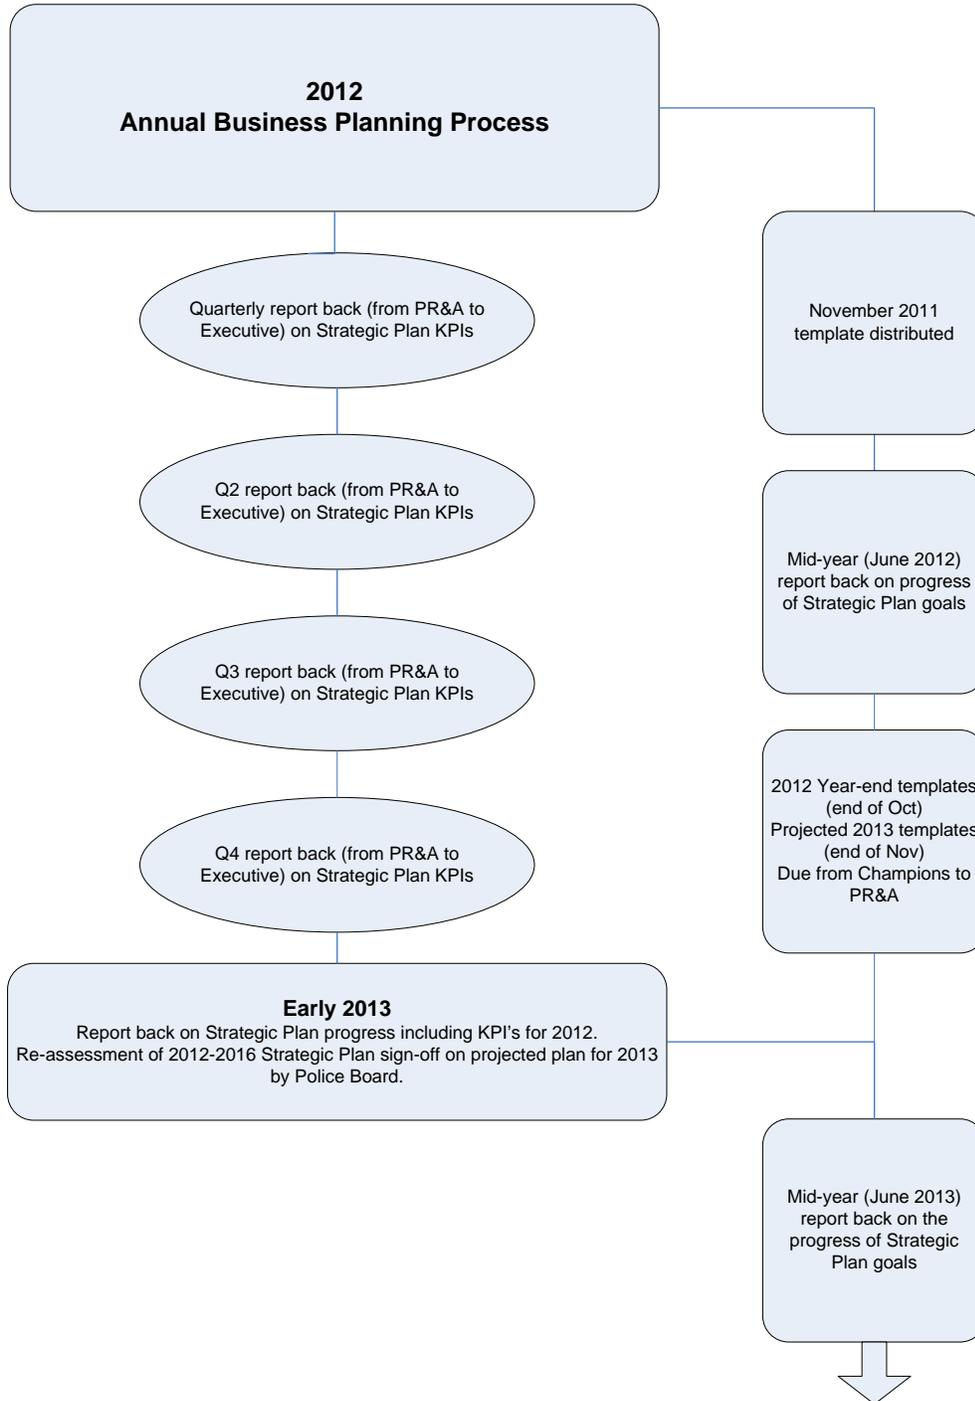 2012
Annual Business Planning Process
Quarterly report back (from PR&A to
Executive) on Strategic Plan KPIs
Q2 report back (from PR&A to
Executive) on Strategic Plan KPIs
Q3 report back (from PR&A to
Executive) on Strategic Plan KPIs
Q4 report back (from PR&A to
Executive) on Strategic Plan KPIs
Early 2013
Report back on Strategic Plan progress including KPI's for 2012.
Re-assessment of 2012-2016 Strategic Plan sign-off on projected plan for 2013
by Police Board.
November 2011
template distributed
Mid-year (June 2012)
report back on progress
of Strategic Plan goals
2012 Year-end templates
(end of Oct)
Projected 2013 templates
(end of Nov)
Due from Champions to
PR&A
Mid-year (June 2013)
report back on the
progress of Strategic
Plan goals